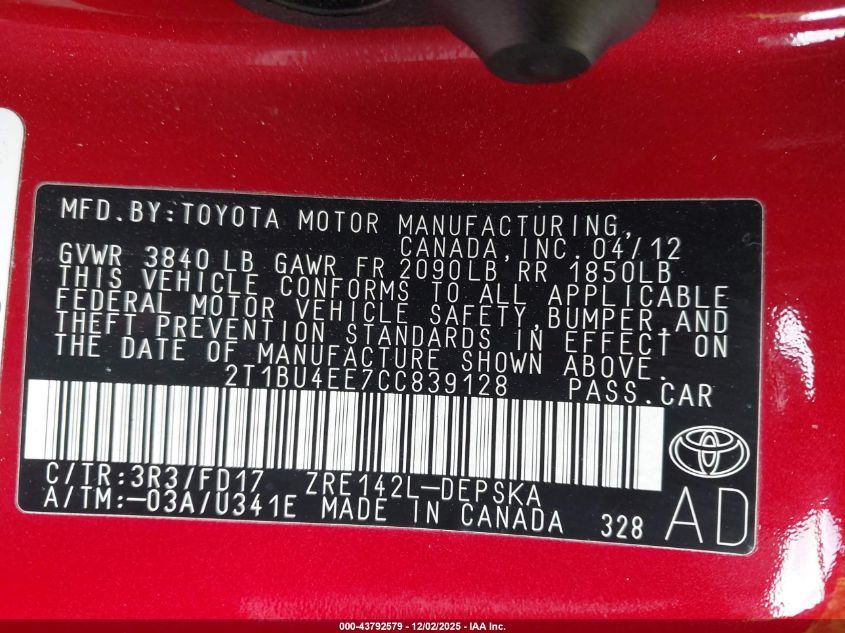 MFD.BY:TOYOTA MOTOR MANUFACTURING,
CANADA,INC. 04/12
GVWR 3840 LB GAWR FR 2090LB RR 1850LB
THIS VEHICLE CONFORMS TO ALL APPLICABLE
FEDERAL MOTOR VEHICLE SAFETY,BUMPER,AND
THEFT PREVENTION STANDARDS IN EFFECT ON
THE DATE OF MANUFACTURE SHOWN ABOVE.
2T1BU4EE7CC839128 PASS.CAR
C/TR:3R3/FD17 ZRE142L-DEPSKA
A/TM:-03A/U341E MADE IN CANADA 328 AD
000-43792579 - 12/02/2025 - IAA Inc.